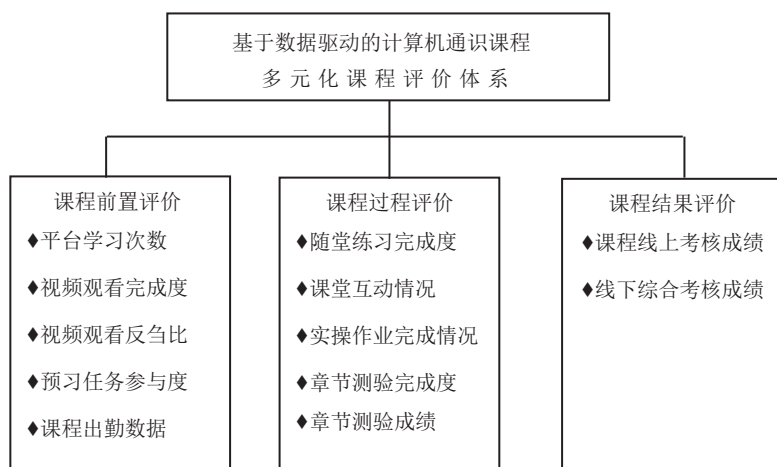 基于数据驱动的计算机通识课程
多元化课程评价体系
课程前置评价
♦平台学习次数
♦视频观看完成度
♦视频观看反刍比
♦预习任务参与度
♦课程出勤数据
课程过程评价
♦随堂练习完成度
♦课堂互动情况
♦实操作业完成情况
♦章节测验完成度
♦章节测验成绩
课程结果评价
♦课程线上考核成绩
♦线下综合考核成绩